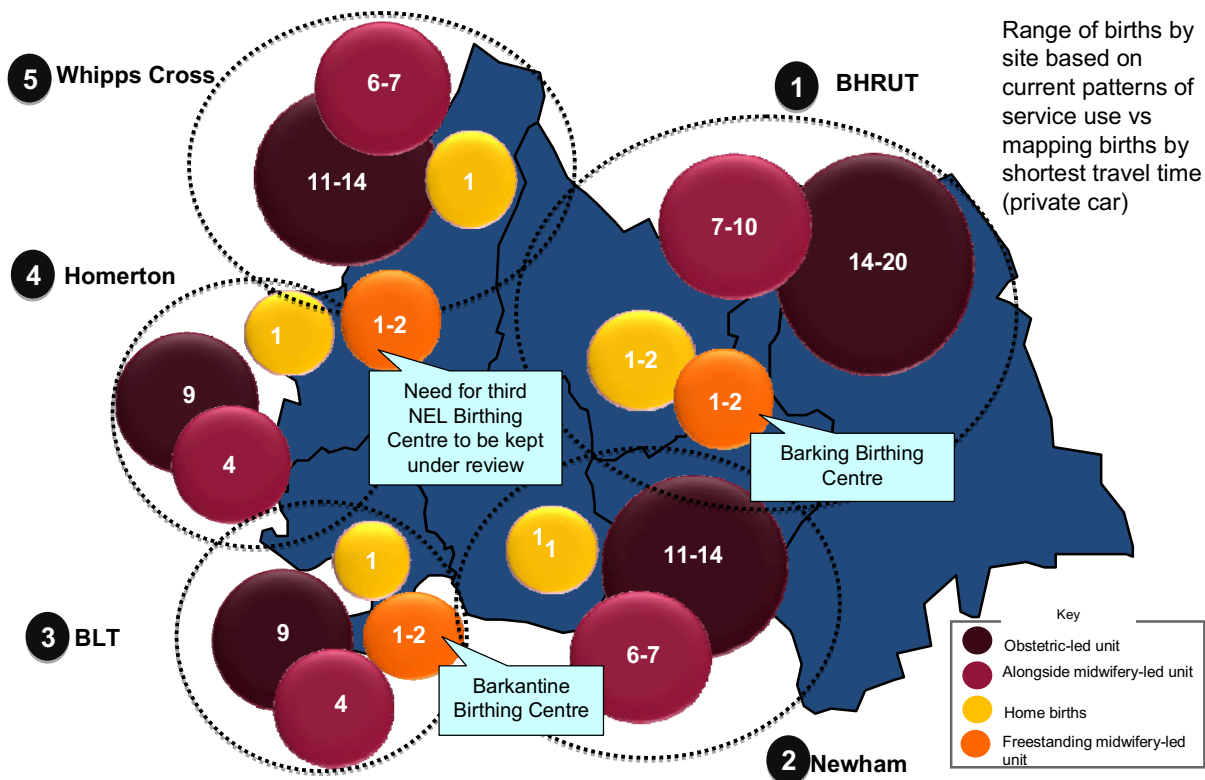 5
Whipps Cross
6-7
11-14
1
1
BHRUT
Range of births by
site based on
current patterns of
service use vs
mapping births by
shortest travel time
(private car)
7-10
14-20
1-2
1-2
Barking Birthing
Centre
4
Homerton
1
1-2
9
4
Need for third
NEL Birthing
Centre to be kept
under review
1
1
11-14
6-7
2
Newham
3
BLT
1
9
1-2
4
Barkantine
Birthing Centre
Key
Obstetric-led unit
Alongside midwifery-led unit
Home births
Freestanding midwifery-led
unit